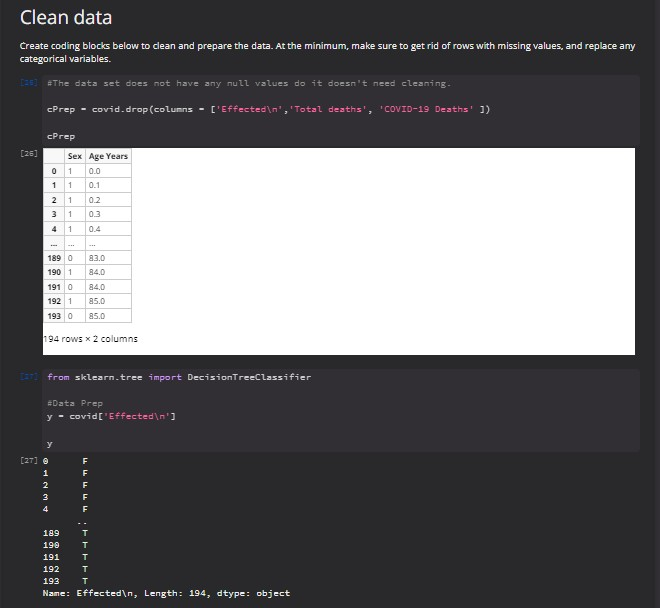 Clean data
Create coding blocks below to clean and prepare the data. At the minimum, make sure to get rid of rows with missing values, and replace any
categorical variables.
[26] #The data set does not have any null values do it doesn't need cleaning.
cPrep = covid.drop(columns = ['Effected\n','Total deaths', 'COVID-19 Deaths' ])
cPrep
[26]
Sex Age Years
0 1 0.0
1 1 0.1
2 1 0.2
3 1 0.3
4 1 0.4
... ... ...
189 0 83.0
190 1 84.0
191 0 84.0
192 1 85.0
193 0 85.0
194 rows × 2 columns
[27] from sklearn.tree import DecisionTreeClassifier
#Data Prep
y = covid['Effected\n']
y
[27] 0 F
1 F
2 F
3 F
4 F
..
189 T
190 T
191 T
192 T
193 T
Name: Effected\n, Length: 194, dtype: object